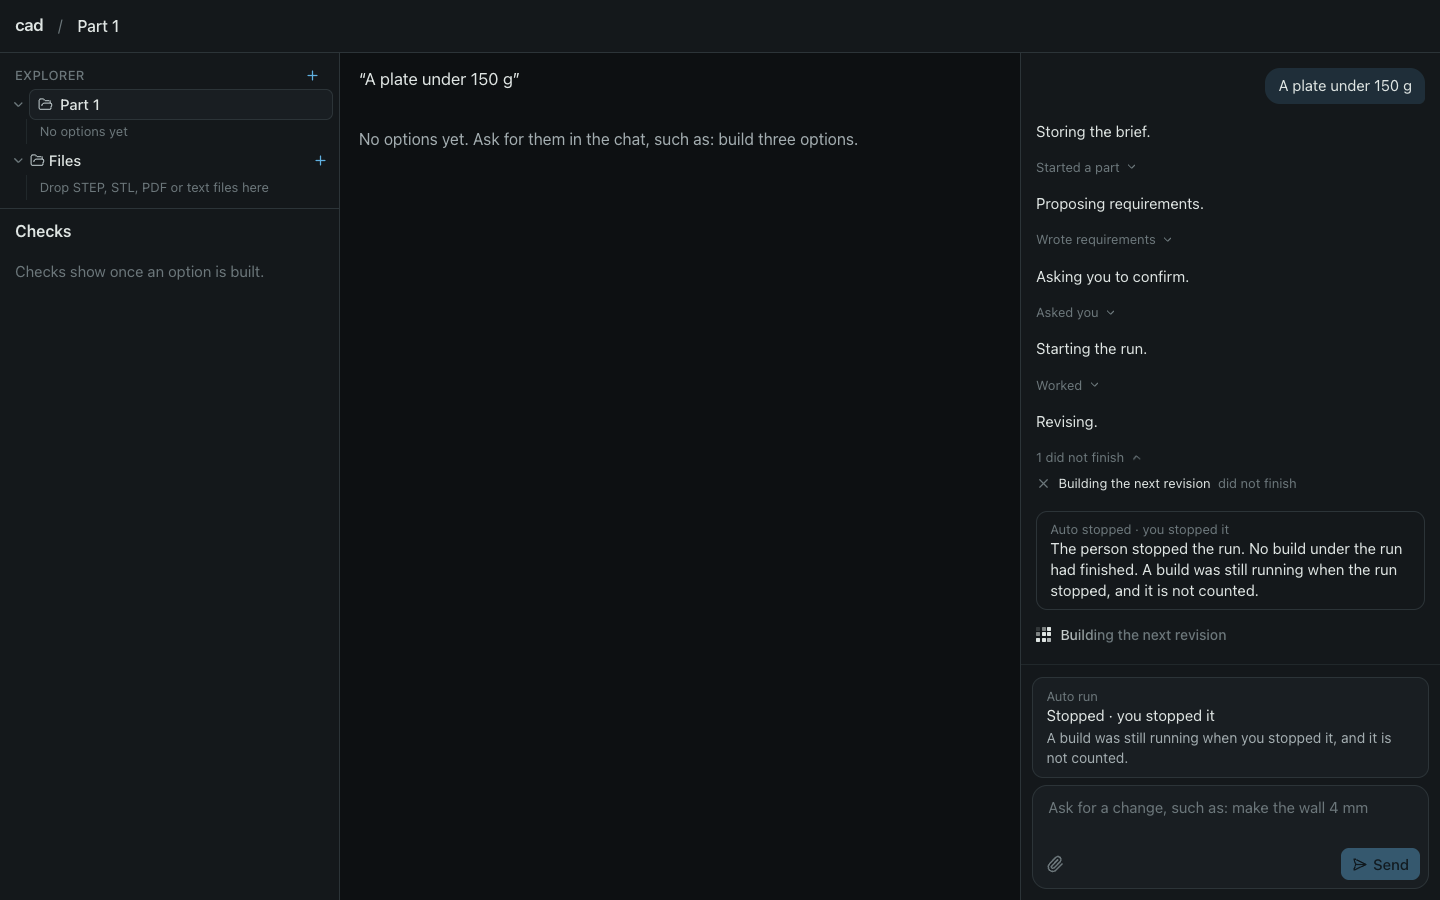 cad / Part 1
EXPLORER
Part 1
No options yet
Files
Drop STEP, STL, PDF or text files here
Checks
Checks show once an option is built.
“A plate under 150 g”
No options yet. Ask for them in the chat, such as: build three options.
A plate under 150 g
Storing the brief.
Started a part
Proposing requirements.
Wrote requirements
Asking you to confirm.
Asked you
Starting the run.
Worked
Revising.
1 did not finish
Building the next revision did not finish
Auto stopped · you stopped it
The person stopped the run. No build under the run
had finished. A build was still running when the run
stopped, and it is not counted.
Building the next revision
Auto run
Stopped · you stopped it
A build was still running when you stopped it, and it is
not counted.
Ask for a change, such as: make the wall 4 mm
Send